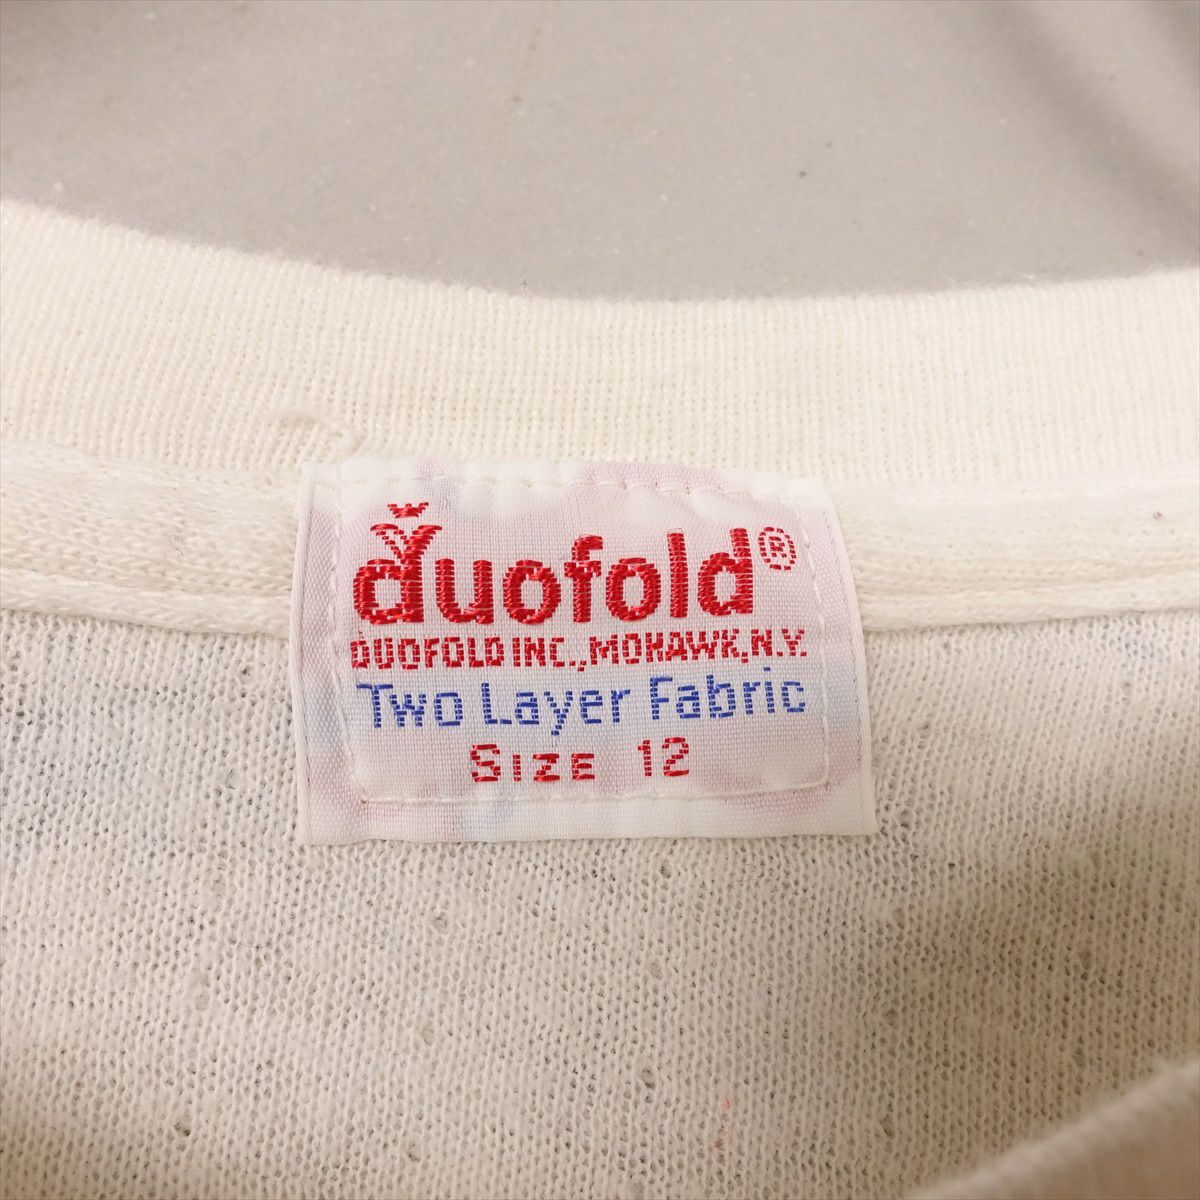 duofold®
DUOFOLD INC., MOHAWK, N.Y.
Two Layer Fabric
SIZE 12